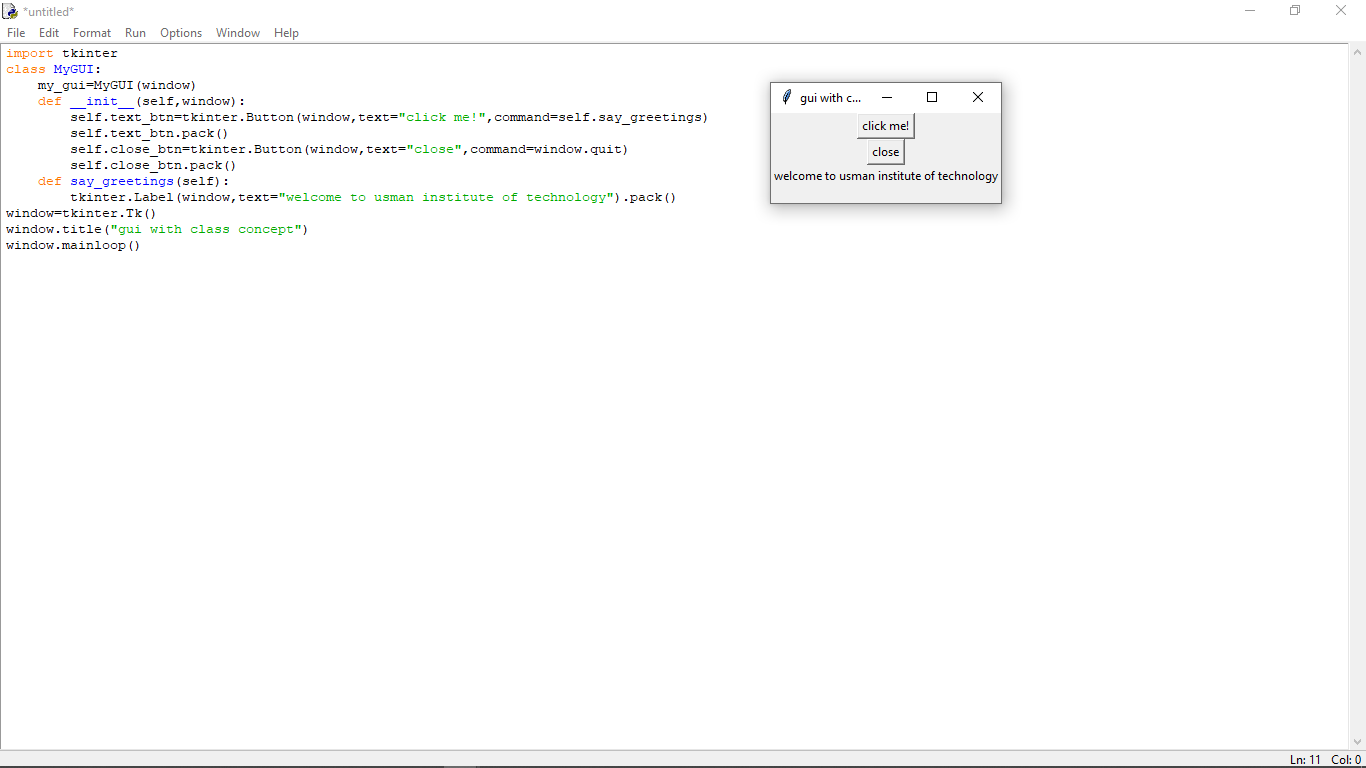 *untitled*
File Edit Format Run Options Window Help
import tkinter
class MyGUI:
    my_gui=MyGUI(window)
    def __init__(self,window):
        self.text_btn=tkinter.Button(window,text="click me!",command=self.say_greetings)
        self.text_btn.pack()
        self.close_btn=tkinter.Button(window,text="close",command=window.quit)
        self.close_btn.pack()
    def say_greetings(self):
        tkinter.Label(window,text="welcome to usman institute of technology").pack()
window=tkinter.Tk()
window.title("gui with class concept")
window.mainloop()
gui with c...
click me!
close
welcome to usman institute of technology
Ln: 11 Col: 0